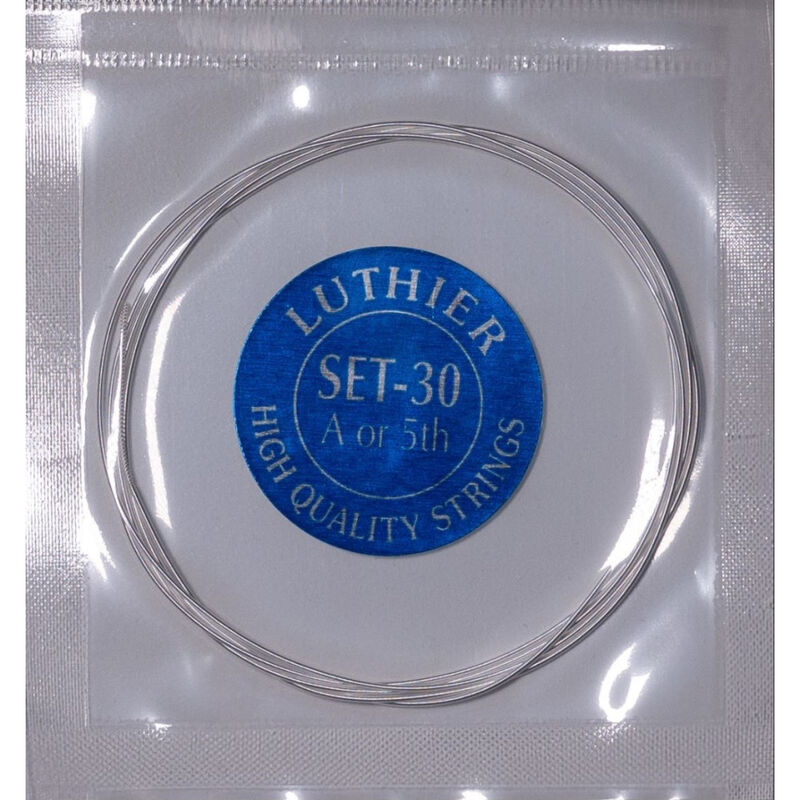 LUTHIER
SET-30
A or 5th
HIGH QUALITY STRINGS